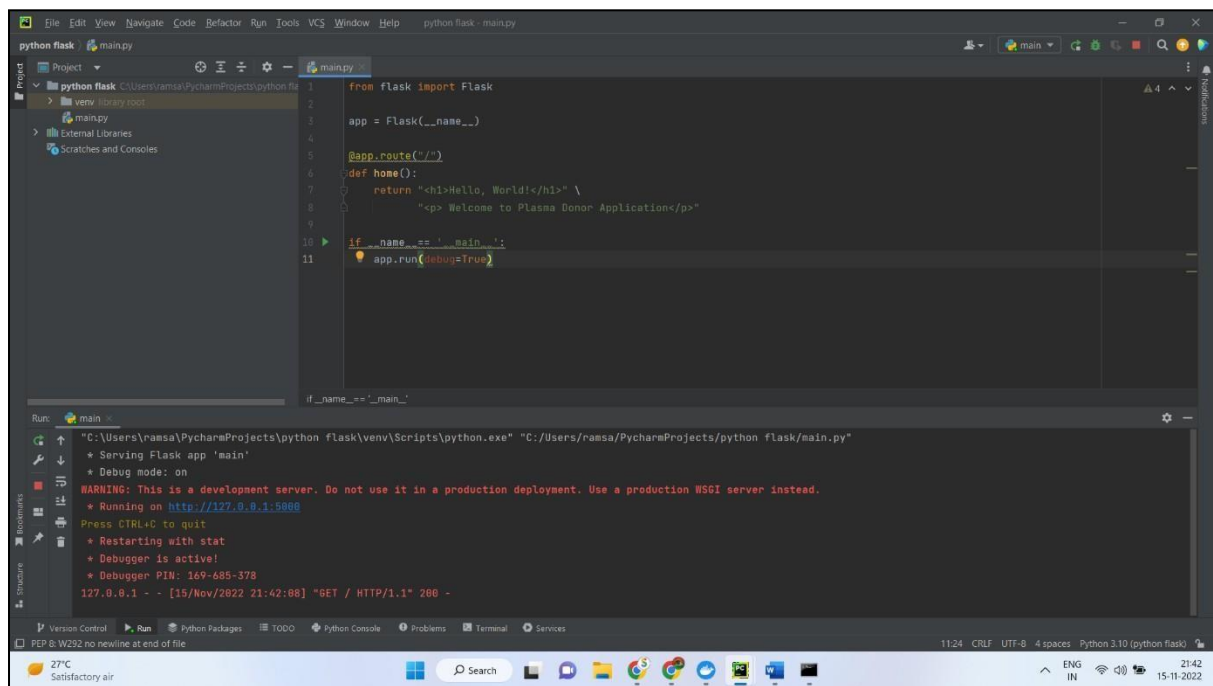 File Edit View Navigate Code Refactor Run Tools VCS Window Help python flask - main.py
python flask main.py
main
Project
main.py
python flask C:\Users\ramsa\PycharmProjects\python fla
venv library root
main.py
External Libraries
Scratches and Consoles
1 from flask import Flask
2
3 app = Flask(__name__)
4
5 @app.route("/")
6 def home():
7 return "<h1>Hello, World!</h1>" \
8 "<p> Welcome to Plasma Donor Application</p>"
9
10 if __name__== '__main__':
11 app.run(debug=True)
4
if __name__== '__main__'
Project
Notifications
Bookmarks
Structure
Run: main
"C:\Users\ramsa\PycharmProjects\python flask\venv\Scripts\python.exe" "C:/Users/ramsa/PycharmProjects/python flask/main.py"
* Serving Flask app 'main'
* Debug mode: on
WARNING: This is a development server. Do not use it in a production deployment. Use a production WSGI server instead.
* Running on http://127.0.0.1:5000
Press CTRL+C to quit
* Restarting with stat
* Debugger is active!
* Debugger PIN: 169-685-378
127.0.0.1 - - [15/Nov/2022 21:42:08] "GET / HTTP/1.1" 200 -
Version Control Run Python Packages TODO Python Console Problems Terminal Services
PEP 8: W292 no newline at end of file 11:24 CRLF UTF-8 4 spaces Python 3.10 (python flask)
27°C
Satisfactory air
Search
ENG
IN
21:42
15-11-2022